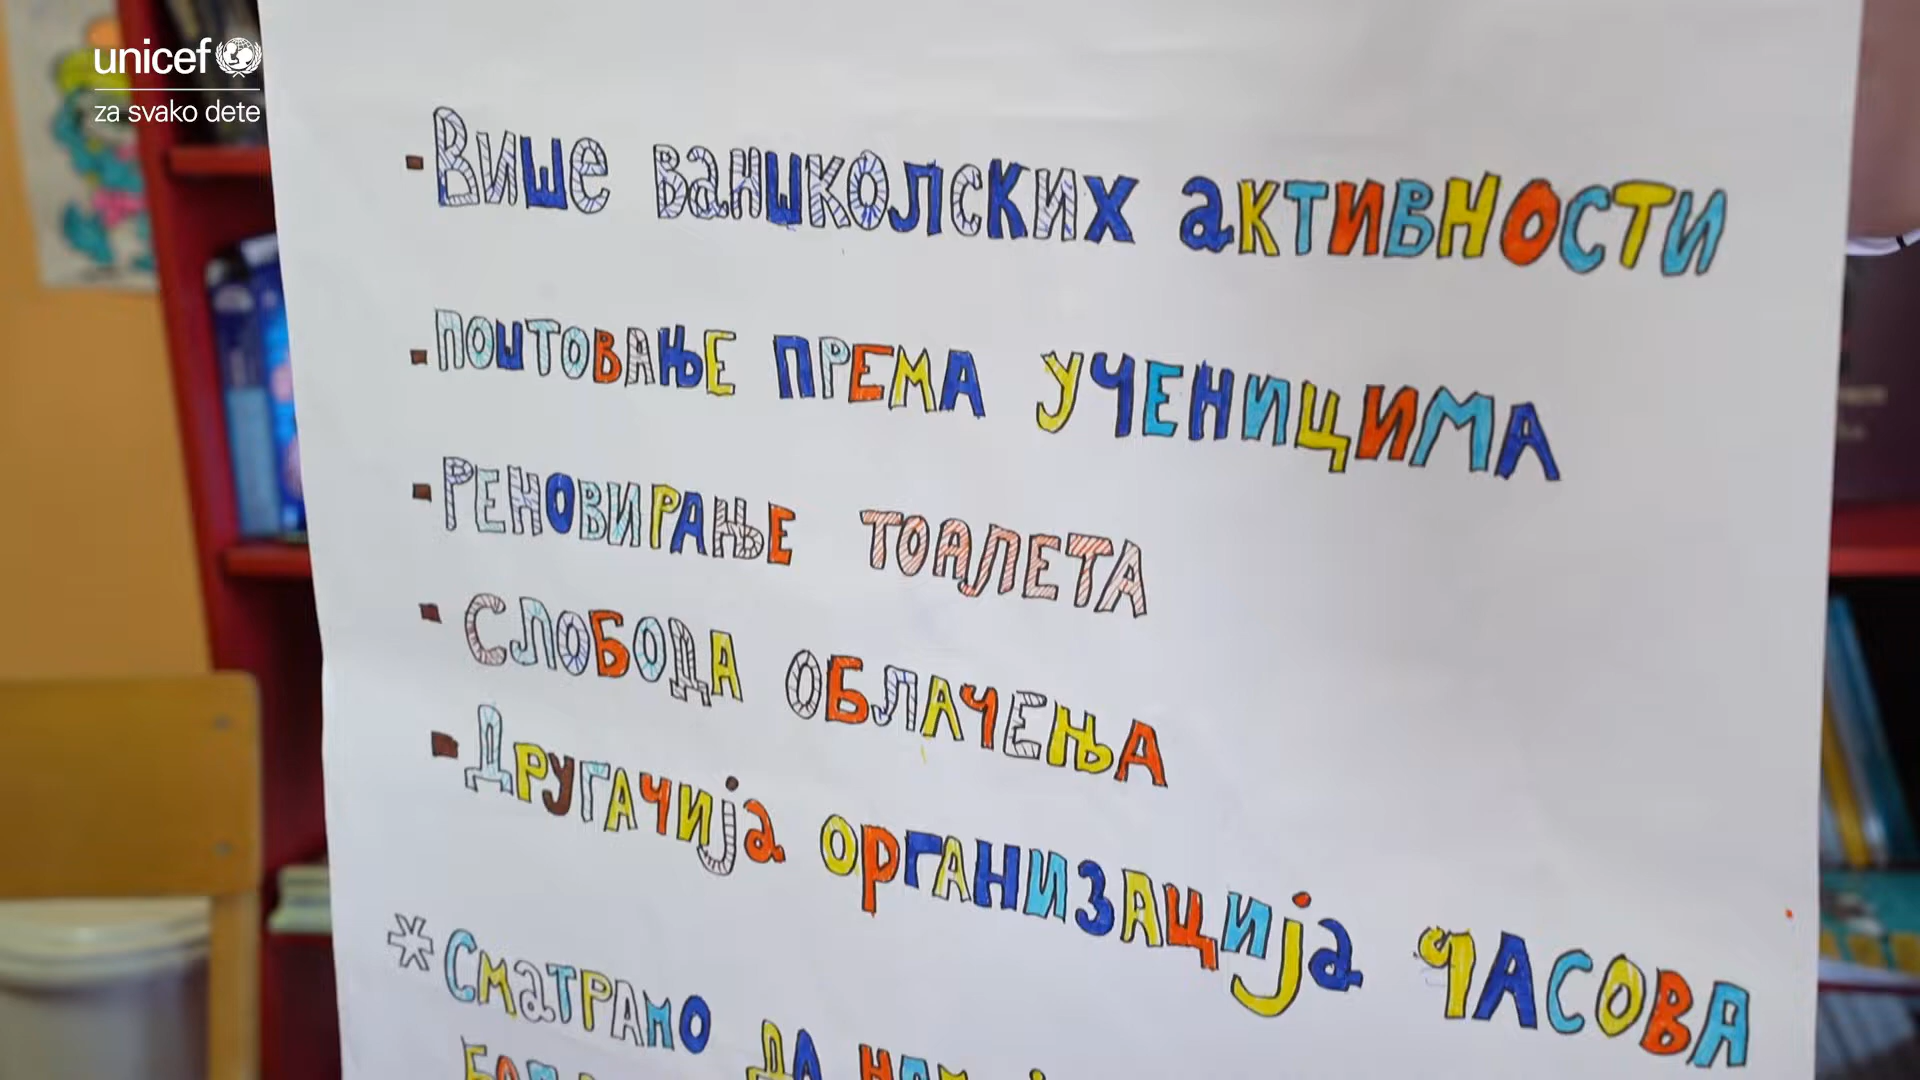 unicef
za svako dete
- Више ваншколских активности
- ПОШТОВАЊЕ ПРЕМА УЧЕНИЦИМА
- РЕНОВИРАЊЕ ТОАЛЕТА
- СЛОБОДА ОБЛАЧЕЊА
- Другачија организација ЧАСОВА
* Сматрамо да